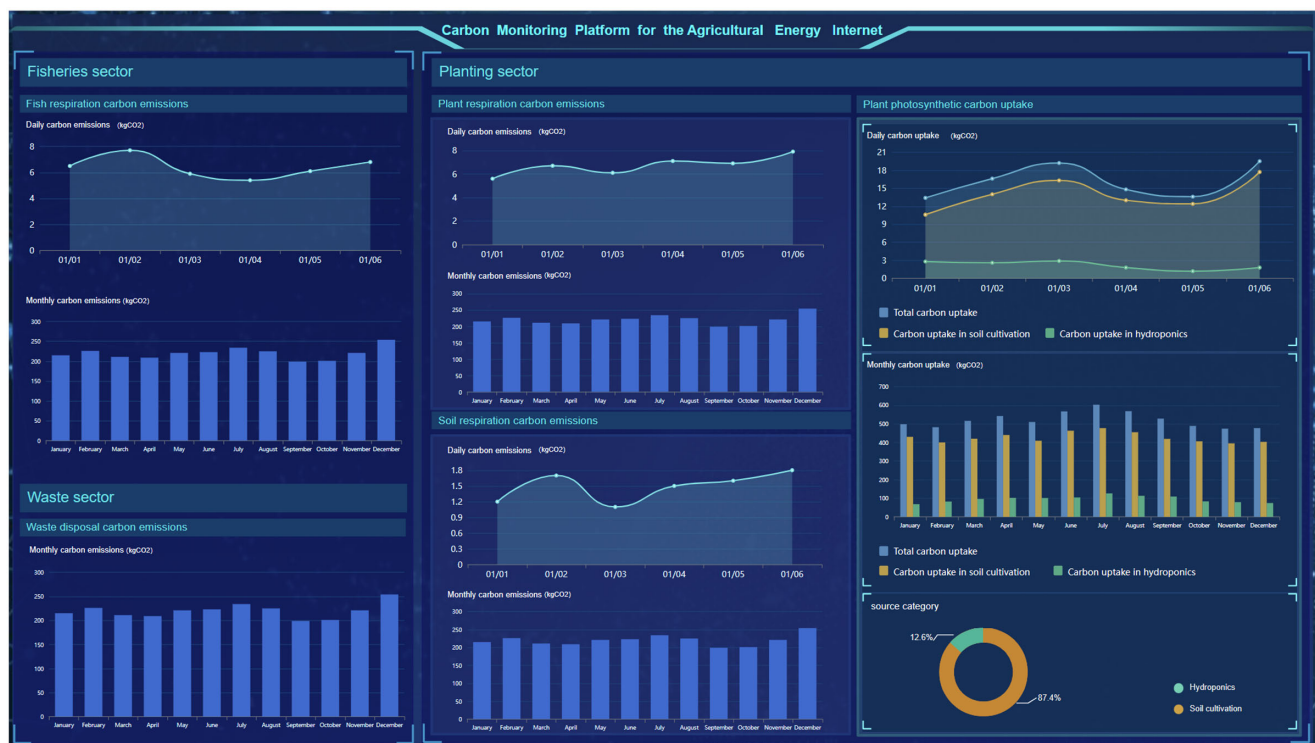 Carbon Monitoring Platform for the Agricultural Energy Internet
Fisheries sector
Fish respiration carbon emissions
Daily carbon emissions (kgCO2)
8
6
4
2
0
01/01 01/02 01/03 01/04 01/05 01/06
Monthly carbon emissions (kgCO2)
300
250
200
150
100
50
0
January February March April May June July August September October November December
Waste sector
Waste disposal carbon emissions
Monthly carbon emissions (kgCO2)
300
250
200
150
100
50
0
January February March April May June July August September October November December
Planting sector
Plant respiration carbon emissions
Daily carbon emissions (kgCO2)
8
6
4
2
0
01/01 01/02 01/03 01/04 01/05 01/06
Monthly carbon emissions (kgCO2)
300
250
200
150
100
50
0
January February March April May June July August September October November December
Soil respiration carbon emissions
Daily carbon emissions (kgCO2)
1.8
1.5
1.2
0.9
0.6
0.3
0
01/01 01/02 01/03 01/04 01/05 01/06
Monthly carbon emissions (kgCO2)
300
250
200
150
100
50
0
January February March April May June July August September October November December
Plant photosynthetic carbon uptake
Daily carbon uptake (kgCO2)
21
18
15
12
9
6
3
0
01/01 01/02 01/03 01/04 01/05 01/06
Total carbon uptake
Carbon uptake in soil cultivation Carbon uptake in hydroponics
Monthly carbon uptake (kgCO2)
700
600
500
400
300
200
100
0
January February March April May June July August September October November December
Total carbon uptake
Carbon uptake in soil cultivation Carbon uptake in hydroponics
source category
12.6%
87.4%
Hydroponics
Soil cultivation